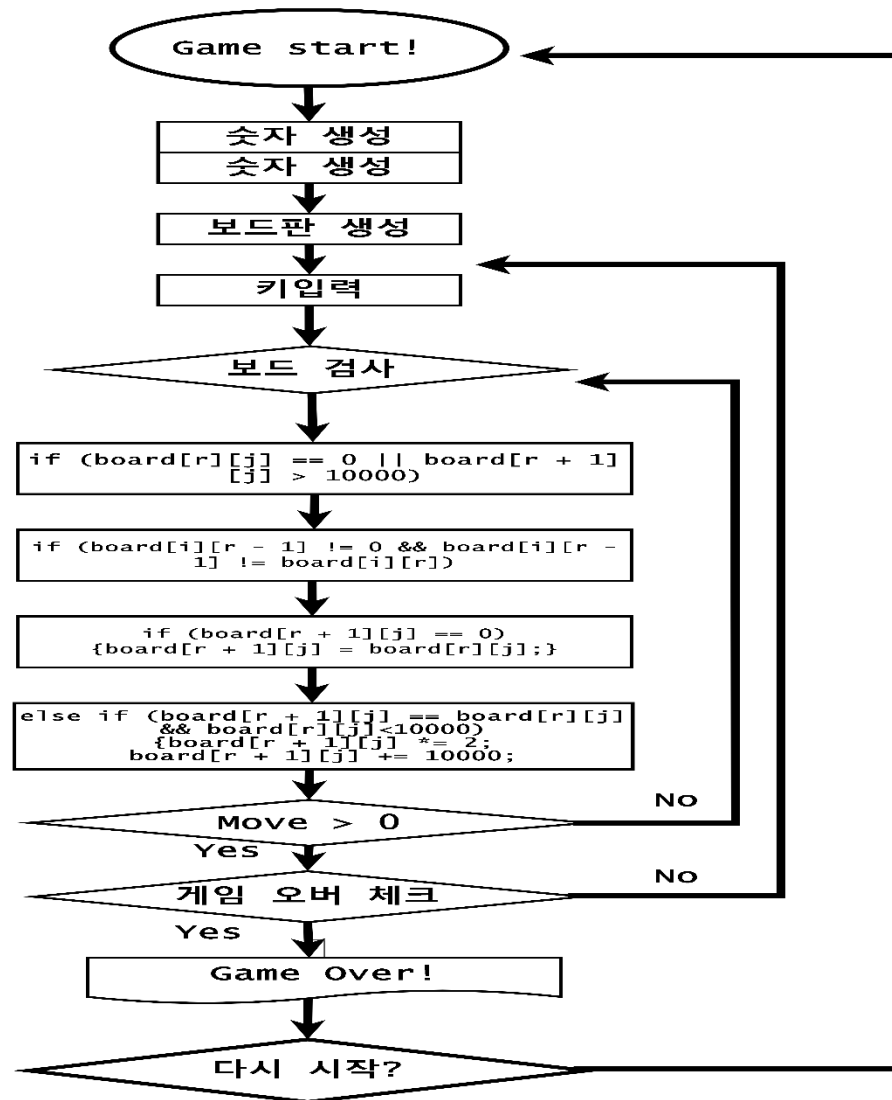 Game start!
숫자 생성
숫자 생성
보드판 생성
키입력
보드 검사
if (board[r][j] == 0 || board[r + 1]
[j] > 10000)
if (board[i][r - 1] != 0 && board[i][r -
1] != board[i][r])
if (board[r + 1][j] == 0)
{board[r + 1][j] = board[r][j];}
else if (board[r + 1][j] == board[r][j]
&& board[r][j]<10000)
{board[r + 1][j] *= 2;
board[r + 1][j] += 10000;
Move > 0
No
Yes
게임 오버 체크
No
Yes
Game Over!
다시 시작?